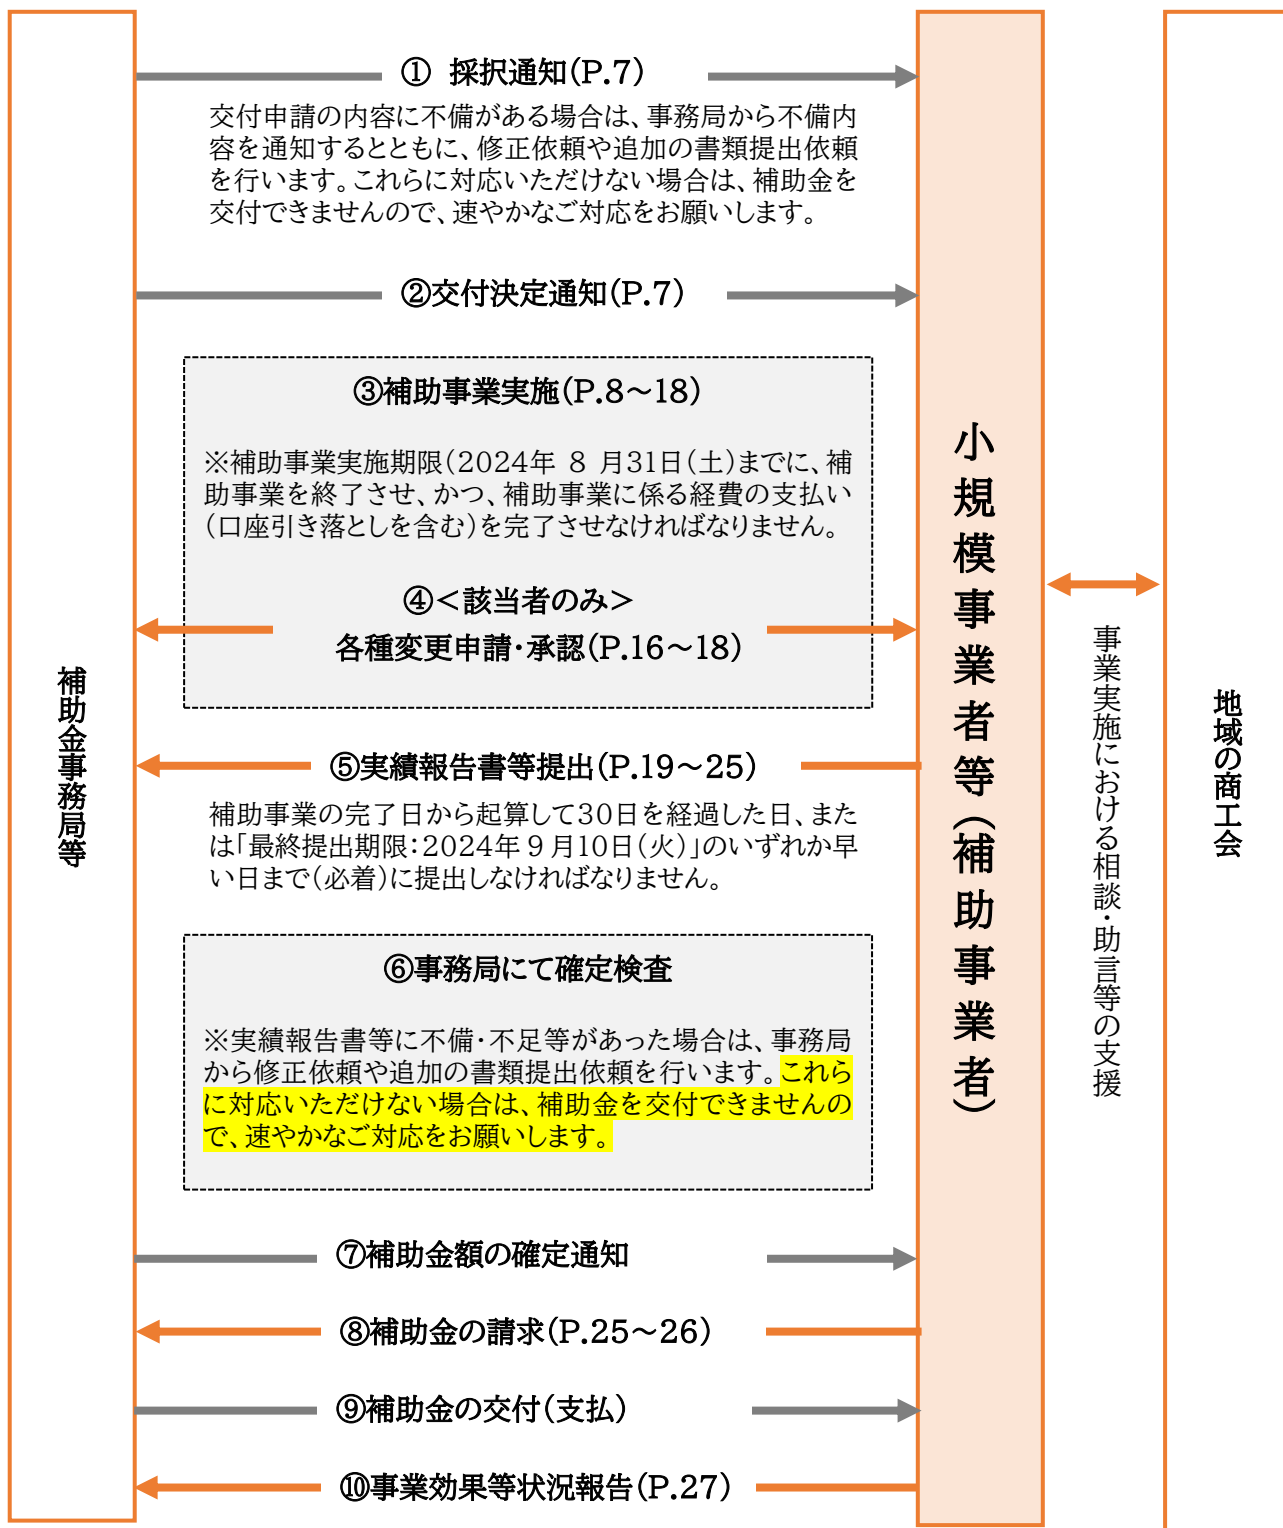 ① 採択通知(P.7)
交付申請の内容に不備がある場合は、事務局から不備内
容を通知するとともに、修正依頼や追加の書類提出依頼
を行います。これらに対応いただけない場合は、補助金を
交付できませんので、速やかなご対応をお願いします。
②交付決定通知(P.7)
③補助事業実施(P.8~18)
※補助事業実施期限(2024年 8 月31日(土)までに、補
助事業を終了させ、かつ、補助事業に係る経費の支払い
(口座引き落としを含む)を完了させなければなりません。
④<該当者のみ>
各種変更申請・承認(P.16~18)
⑤実績報告書等提出(P.19~25)
補助事業の完了日から起算して30日を経過した日、また
は「最終提出期限:2024年 9 月10日(火)」のいずれか早
い日まで(必着)に提出しなければなりません。
⑥事務局にて確定検査
※実績報告書等に不備・不足等があった場合は、事務局
から修正依頼や追加の書類提出依頼を行います。これら
に対応いただけない場合は、補助金を交付できませんの
で、速やかなご対応をお願いします。
⑦補助金額の確定通知
⑧補助金の請求(P.25~26)
⑨補助金の交付(支払)
⑩事業効果等状況報告(P.27)
補助金事務局等
小規模事業者等(補助事業者)
事業実施における相談・助言等の支援
地域の商工会